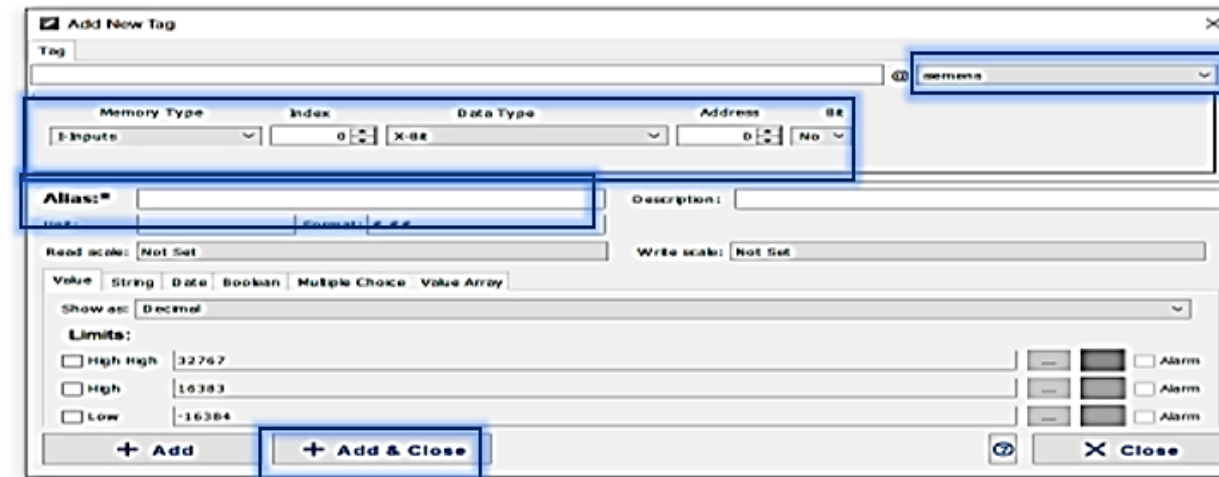 Add New Tag
Tag
@ siemens
Memory Type Index Data Type Address Bit
I-Inputs 0 X-Bit 0 No
Alias:*
Description:
Unit: Format:
Read scale: Not Set
Write scale: Not Set
Value String Date Boolean Multiple Choice Value Array
Show as: Decimal
Limits:
High High 32767 ... Alarm
High 16383 ... Alarm
Low -16384 ... Alarm
+ Add
+ Add & Close
?
X Close